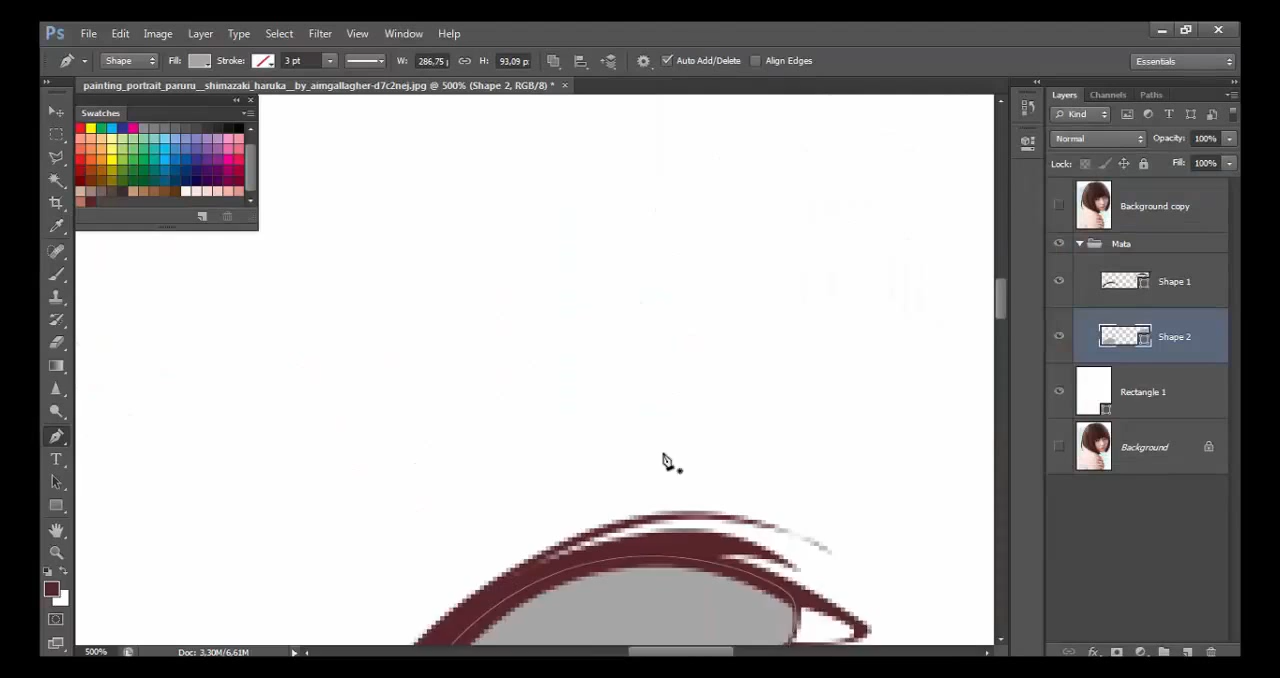 Ps File Edit Image Layer Type Select Filter View Window Help
Shape Fill: Stroke: 3 pt W: 286,75 H: 93,09 p: Auto Add/Delete Align Edges Essentials
painting_portrait_paruru__shimazaki_haruka__by_aimgallagher-d7c2nej.jpg @ 500% (Shape 2, RGB/8) * ×
Layers Channels Paths
Swatches
Kind
Normal Opacity: 100%
Lock: Fill: 100%
Background copy
Mata
Shape 1
Shape 2
Rectangle 1
Background
500% Doc: 3,30M/6,61M